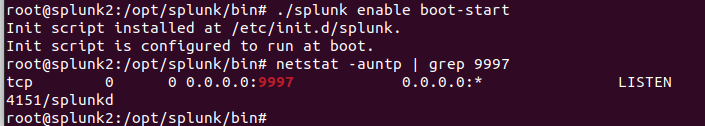 root@splunk2:/opt/splunk/bin# ./splunk enable boot-start
Init script installed at /etc/init.d/splunk.
Init script is configured to run at boot.
root@splunk2:/opt/splunk/bin# netstat -auntp | grep 9997
tcp        0      0 0.0.0.0:9997            0.0.0.0:*               LISTEN
4151/splunkd
root@splunk2:/opt/splunk/bin#